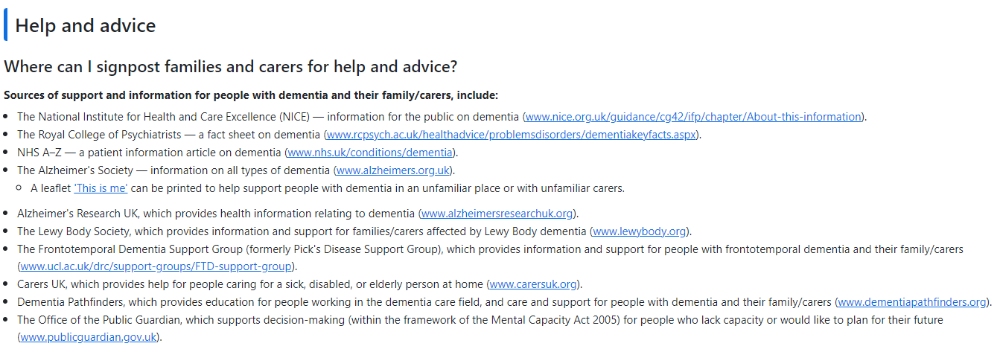 Help and advice
Where can I signpost families and carers for help and advice?
Sources of support and information for people with dementia and their family/carers, include:
• The National Institute for Health and Care Excellence (NICE) — information for the public on dementia (www.nice.org.uk/guidance/cg42/ifp/chapter/About-this-information).
• The Royal College of Psychiatrists — a fact sheet on dementia (www.rcpsych.ac.uk/healthadvice/problemsdisorders/dementiakeyfacts.aspx).
• NHS A–Z — a patient information article on dementia (www.nhs.uk/conditions/dementia).
• The Alzheimer's Society — information on all types of dementia (www.alzheimers.org.uk).
○ A leaflet 'This is me' can be printed to help support people with dementia in an unfamiliar place or with unfamiliar carers.
• Alzheimer's Research UK, which provides health information relating to dementia (www.alzheimersresearchuk.org).
• The Lewy Body Society, which provides information and support for families/carers affected by Lewy Body dementia (www.lewybody.org).
• The Frontotemporal Dementia Support Group (formerly Pick's Disease Support Group), which provides information and support for people with frontotemporal dementia and their family/carers
(www.ucl.ac.uk/drc/support-groups/FTD-support-group).
• Carers UK, which provides help for people caring for a sick, disabled, or elderly person at home (www.carersuk.org).
• Dementia Pathfinders, which provides education for people working in the dementia care field, and care and support for people with dementia and their family/carers (www.dementiapathfinders.org).
• The Office of the Public Guardian, which supports decision-making (within the framework of the Mental Capacity Act 2005) for people who lack capacity or would like to plan for their future
(www.publicguardian.gov.uk).